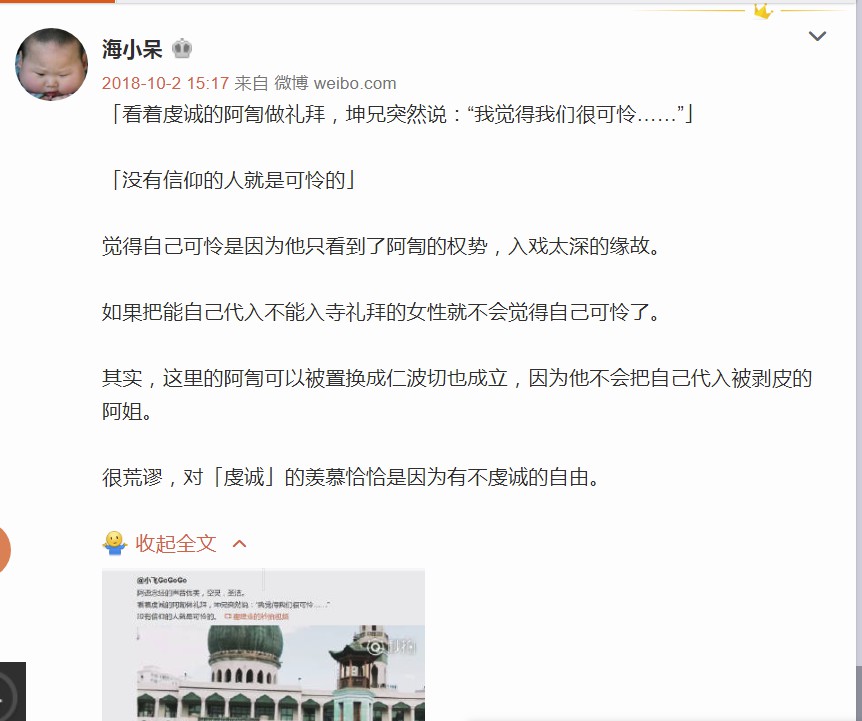 海小呆
2018-10-2 15:17 来自 微博 weibo.com
「看着虔诚的阿訇做礼拜，坤兄突然说：“我觉得我们很可怜……”」
「没有信仰的人就是可怜的」
觉得自己可怜是因为他只看到了阿訇的权势，入戏太深的缘故。
如果把能自己代入不能入寺礼拜的女性就不会觉得自己可怜了。
其实，这里的阿訇可以被置换成仁波切也成立，因为他不会把自己代入被剥皮的
阿姐。
很荒谬，对「虔诚」的羡慕恰恰是因为有不虔诚的自由。
收起全文
@小飞GoGoGo
看着虔诚的阿訇做礼拜，坤兄突然说：“我觉得我们很可怜……”
没有信仰的人就是可怜的。